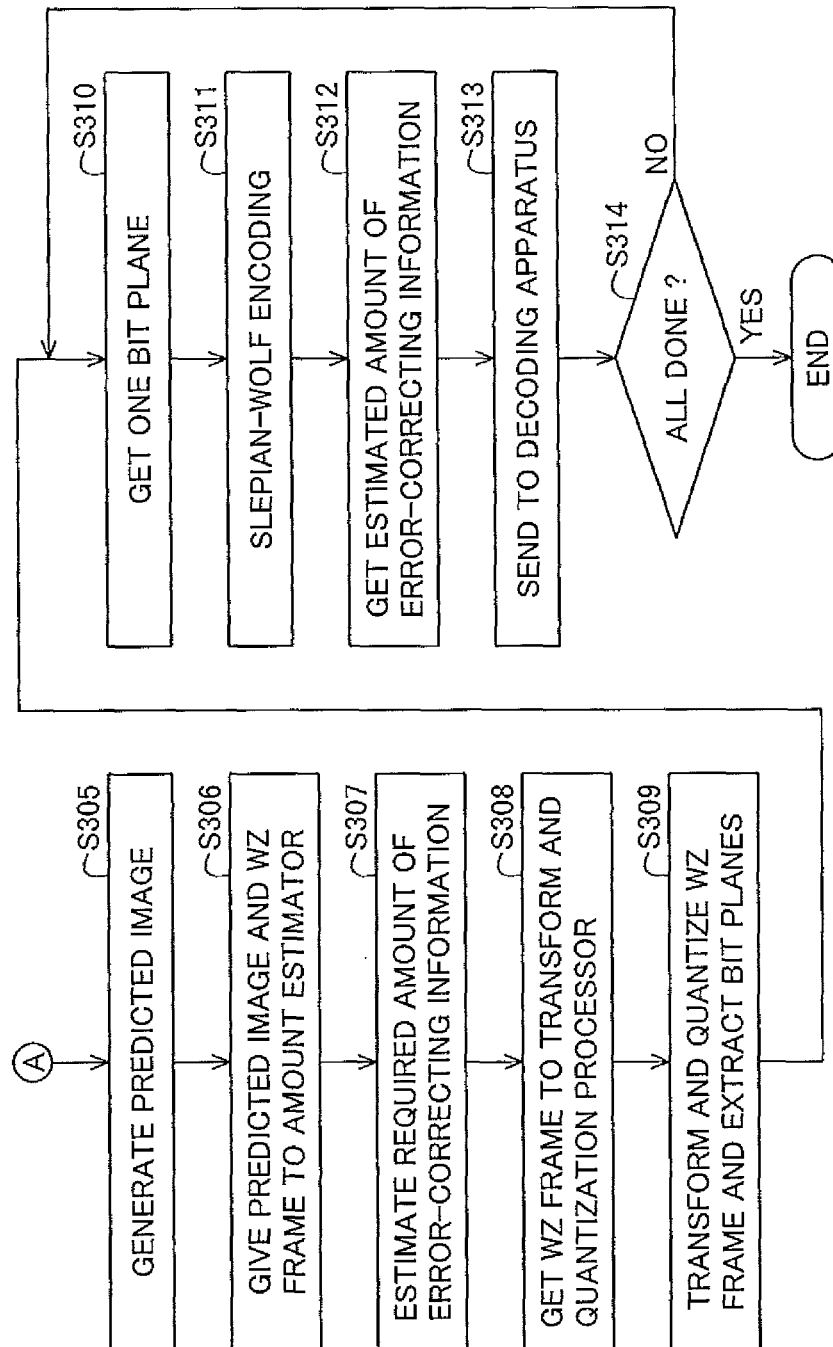 A
S305
GENERATE PREDICTED IMAGE
S306
GIVE PREDICTED IMAGE AND WZ
FRAME TO AMOUNT ESTIMATOR
S307
ESTIMATE REQUIRED AMOUNT OF
ERROR-CORRECTING INFORMATION
S308
GET WZ FRAME TO TRANSFORM AND
QUANTIZATION PROCESSOR
S309
TRANSFORM AND QUANTIZE WZ
FRAME AND EXTRACT BIT PLANES
S310
GET ONE BIT PLANE
S311
SLEPIAN-WOLF ENCODING
S312
GET ESTIMATED AMOUNT OF
ERROR-CORRECTING INFORMATION
S313
SEND TO DECODING APPARATUS
S314
ALL DONE ?
NO
YES
END